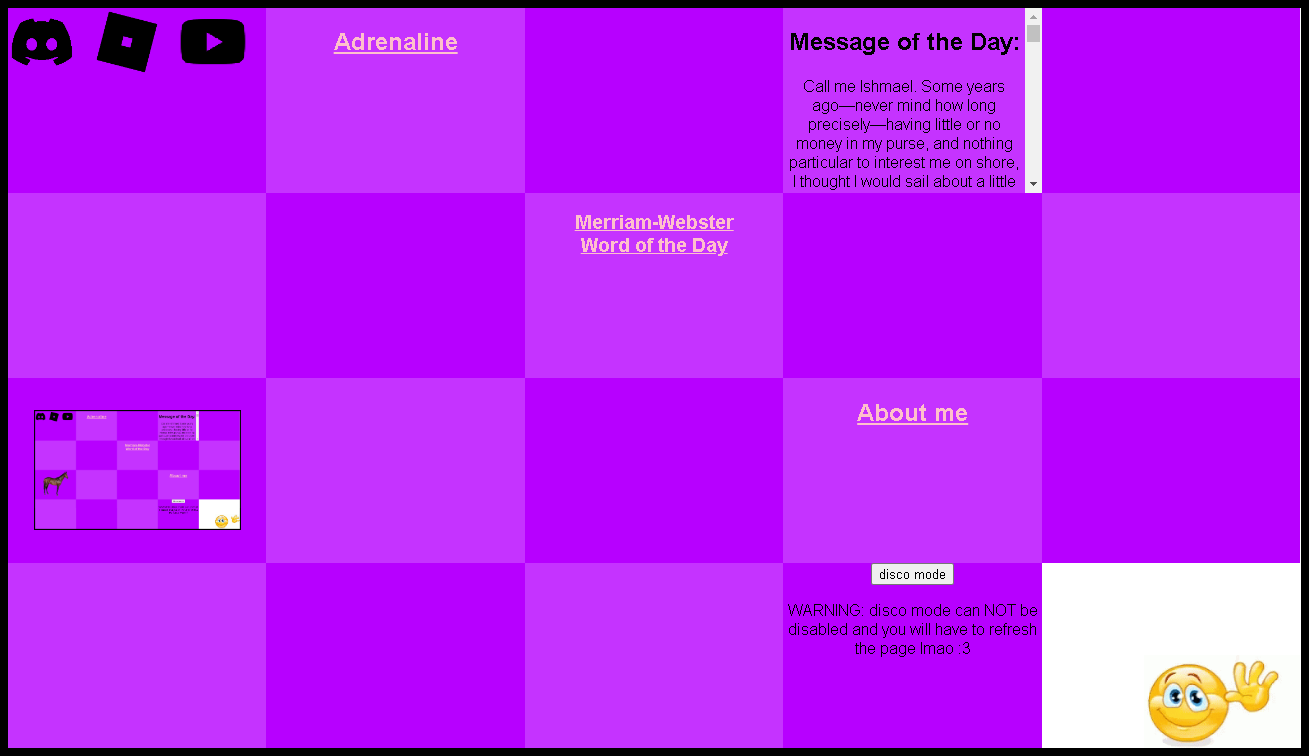 Adrenaline
Message of the Day:
Call me Ishmael. Some years
ago—never mind how long
precisely—having little or no
money in my purse, and nothing
particular to interest me on shore,
I thought I would sail about a little
Merriam-Webster
Word of the Day
About me
disco mode
WARNING: disco mode can NOT be
disabled and you will have to refresh
the page lmao :3